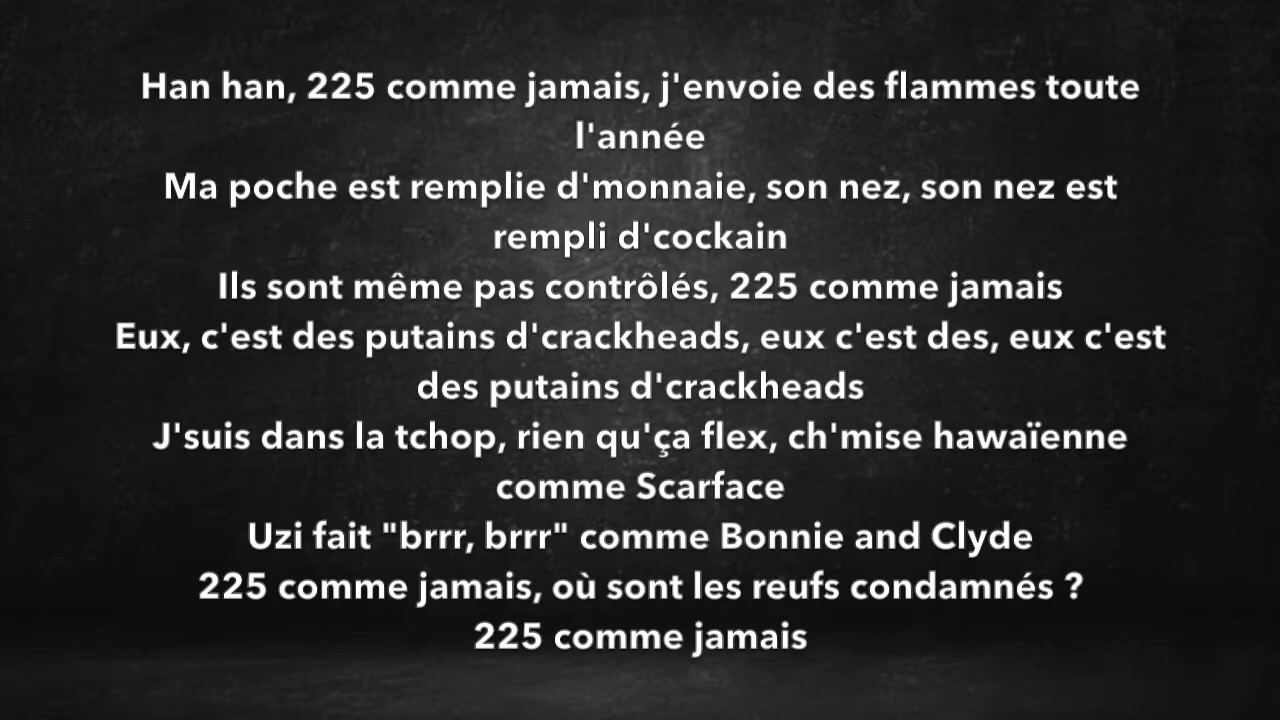 Han han, 225 comme jamais, j'envoie des flammes toute
l'année
Ma poche est remplie d'monnaie, son nez, son nez est
rempli d'cockain
Ils sont même pas contrôlés, 225 comme jamais
Eux, c'est des putains d'crackheads, eux c'est des, eux c'est
des putains d'crackheads
J'suis dans la tchop, rien qu'ça flex, ch'mise hawaïenne
comme Scarface
Uzi fait "brrr, brrr" comme Bonnie and Clyde
225 comme jamais, où sont les reufs condamnés ?
225 comme jamais